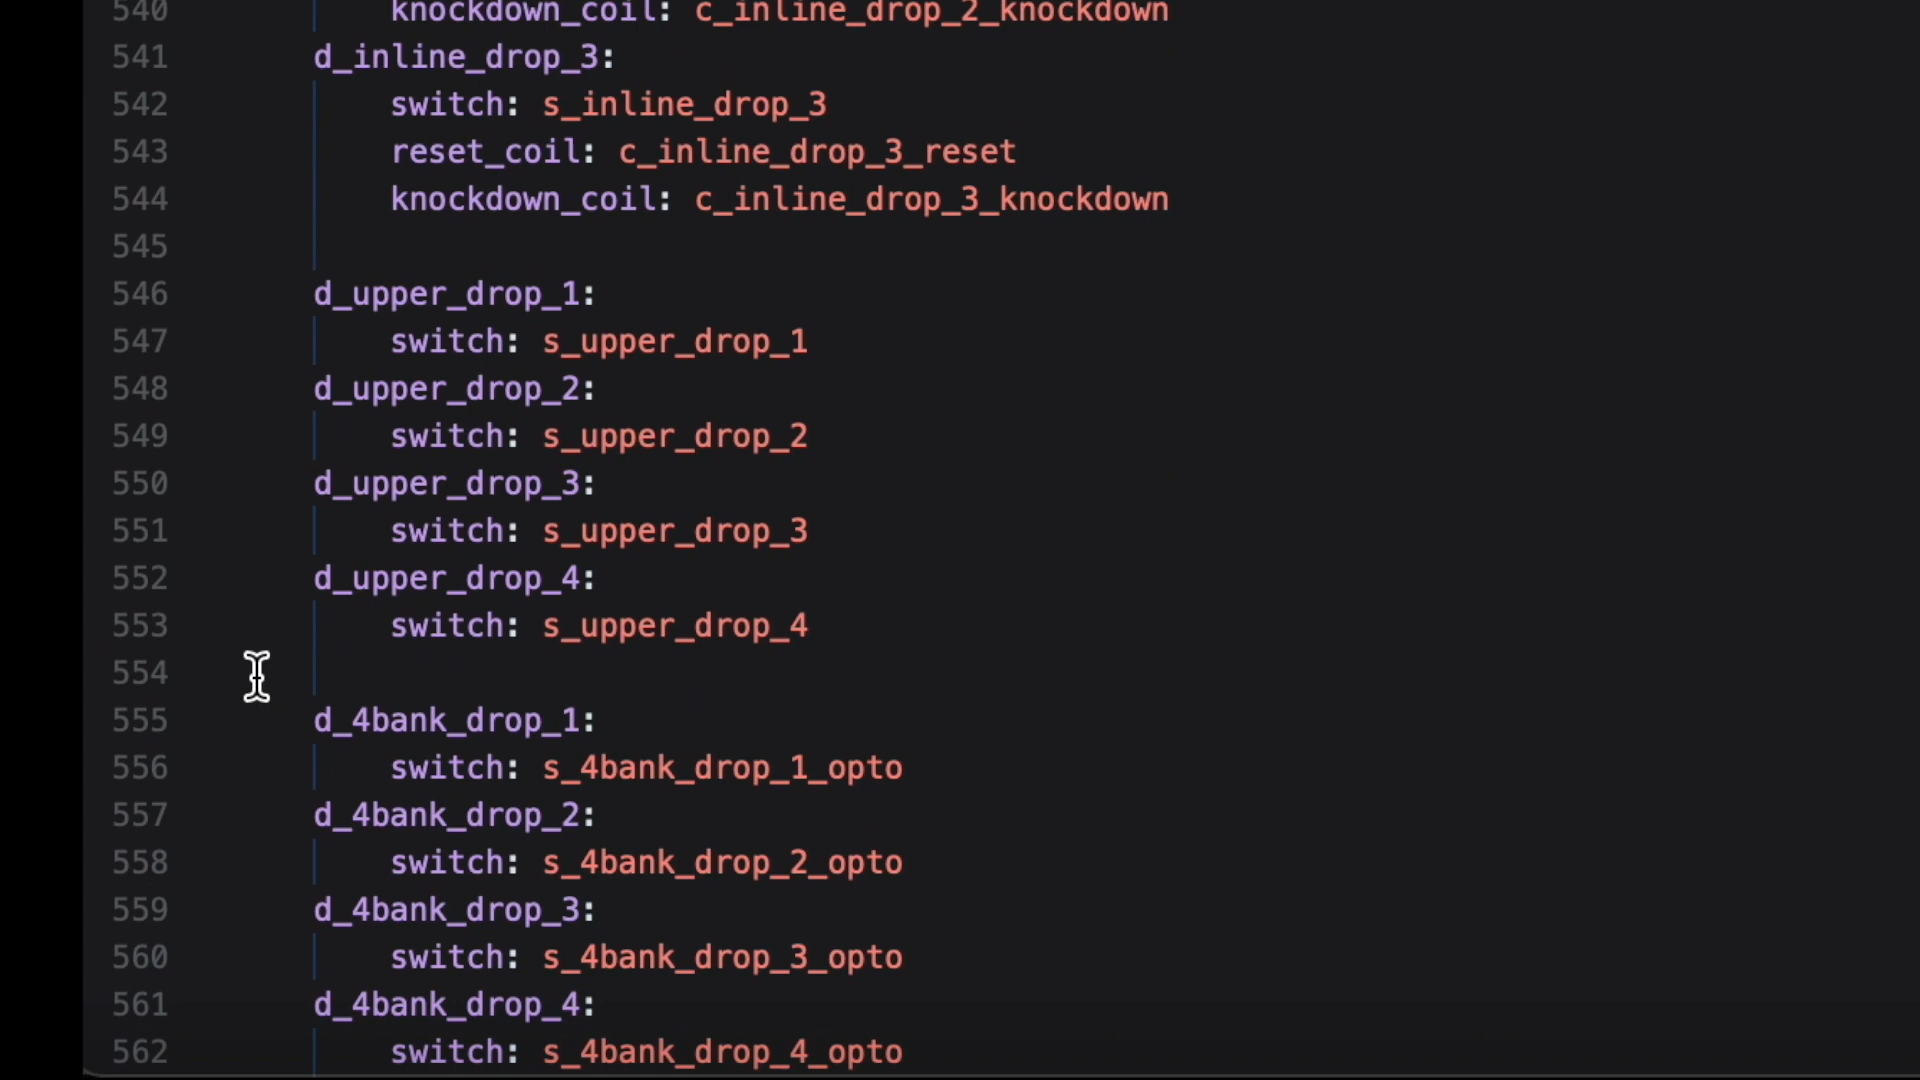 540 knockdown_coil: c_inline_drop_2_knockdown
541 d_inline_drop_3:
542 switch: s_inline_drop_3
543 reset_coil: c_inline_drop_3_reset
544 knockdown_coil: c_inline_drop_3_knockdown
545
546 d_upper_drop_1:
547 switch: s_upper_drop_1
548 d_upper_drop_2:
549 switch: s_upper_drop_2
550 d_upper_drop_3:
551 switch: s_upper_drop_3
552 d_upper_drop_4:
553 switch: s_upper_drop_4
554
555 d_4bank_drop_1:
556 switch: s_4bank_drop_1_opto
557 d_4bank_drop_2:
558 switch: s_4bank_drop_2_opto
559 d_4bank_drop_3:
560 switch: s_4bank_drop_3_opto
561 d_4bank_drop_4:
562 switch: s_4bank_drop_4_opto